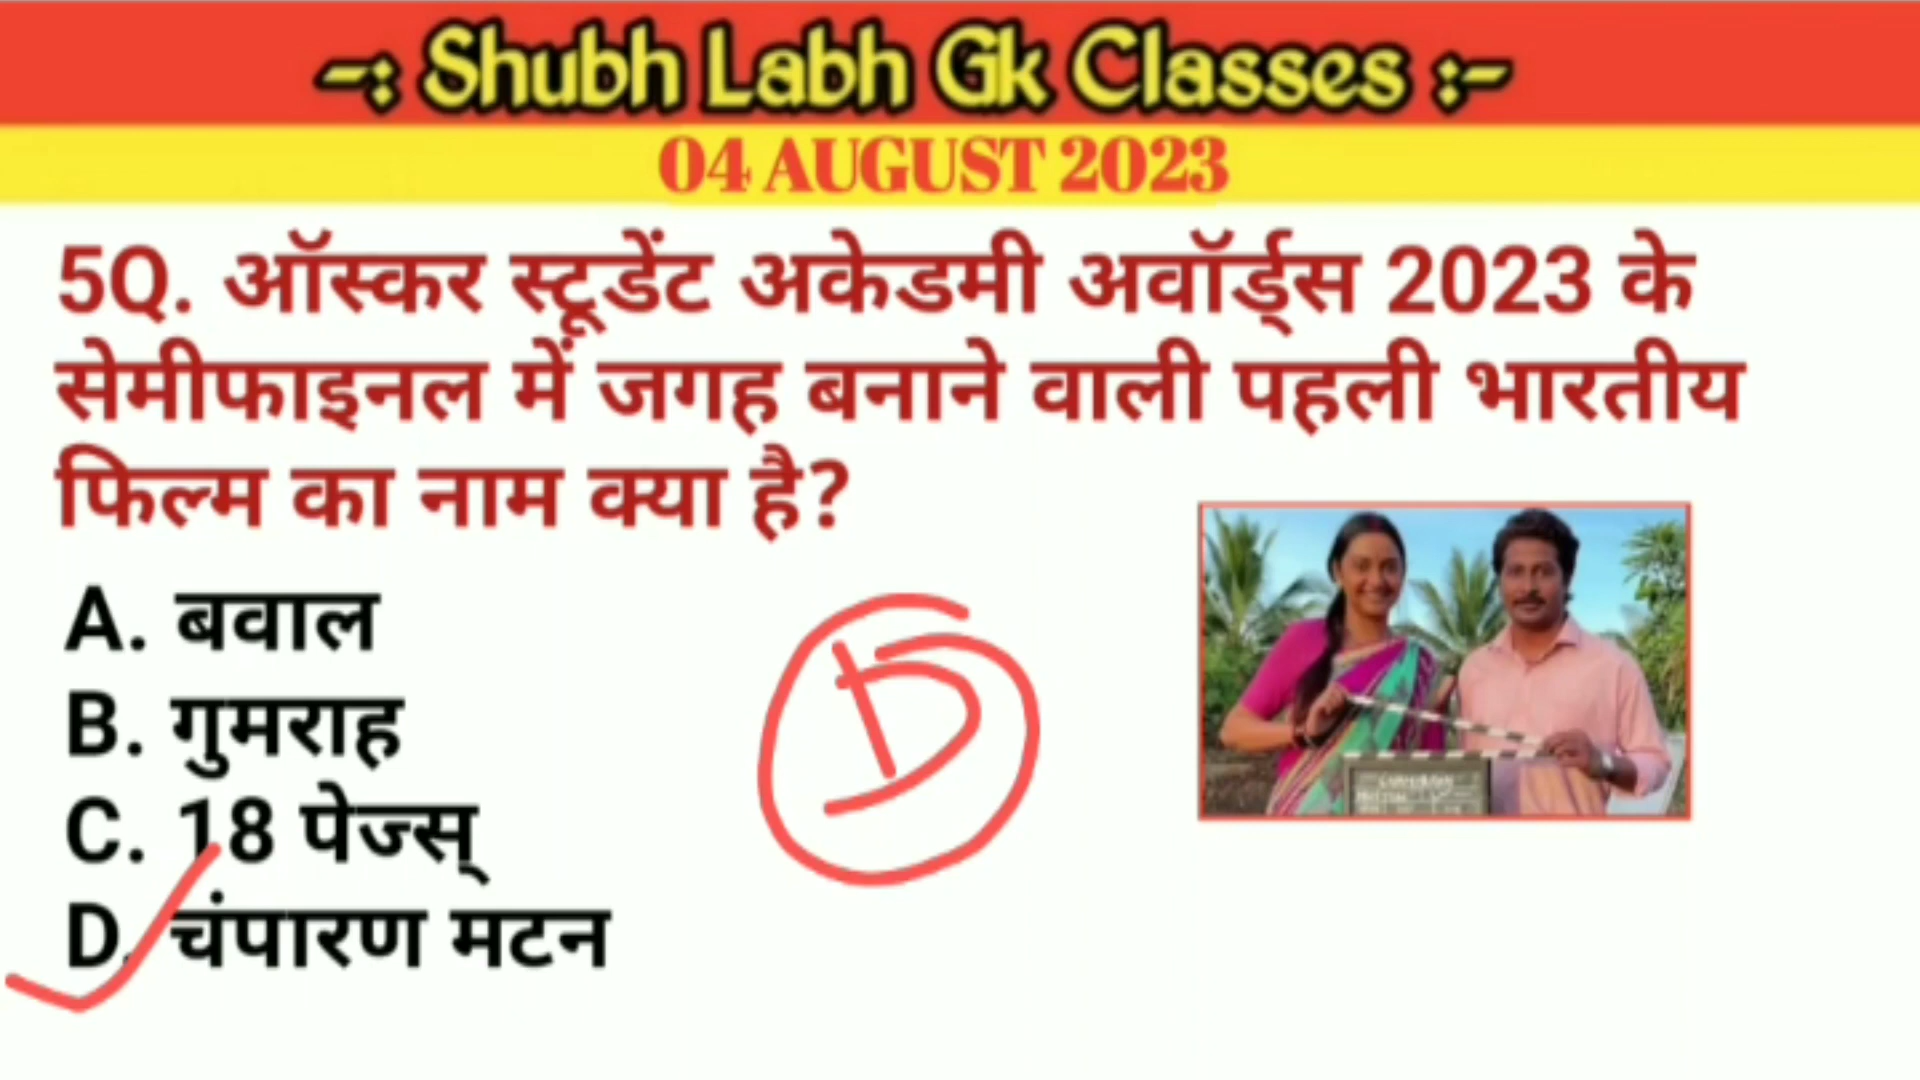 -: Shubh Labh Gk Classes :-
04 AUGUST 2023
5Q. ऑस्कर स्टूडेंट अकेडमी अवॉर्ड्स 2023 के
सेमीफाइनल में जगह बनाने वाली पहली भारतीय
फिल्म का नाम क्या है?
A. बवाल
B. गुमराह
C. 18 पेज्स्
D. चंपारण मटन
D